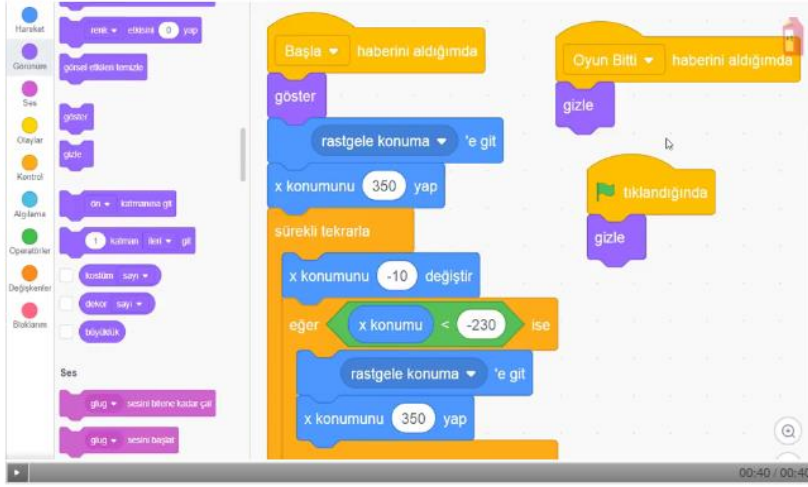 Hareket
Görünüm
Ses
Olaylar
Kontrol
Algılama
Operatörler
Değişkenler
Bloklarım
renk etkisini 0 yap
görsel etkileri temizle
göster
gizle
ön katmanına git
1 katman ileri git
kostüm sayı
dekor sayı
büyüklük
Ses
glug sesini bitene kadar çal
glug sesini başlat
Başla haberini aldığımda
göster
rastgele konuma 'e git
x konumunu 350 yap
sürekli tekrarla
x konumunu -10 değiştir
eğer x konumu < -230 ise
rastgele konuma 'e git
x konumunu 350 yap
Oyun Bitti haberini aldığımda
gizle
tıklandığında
gizle
00:40 / 00:40